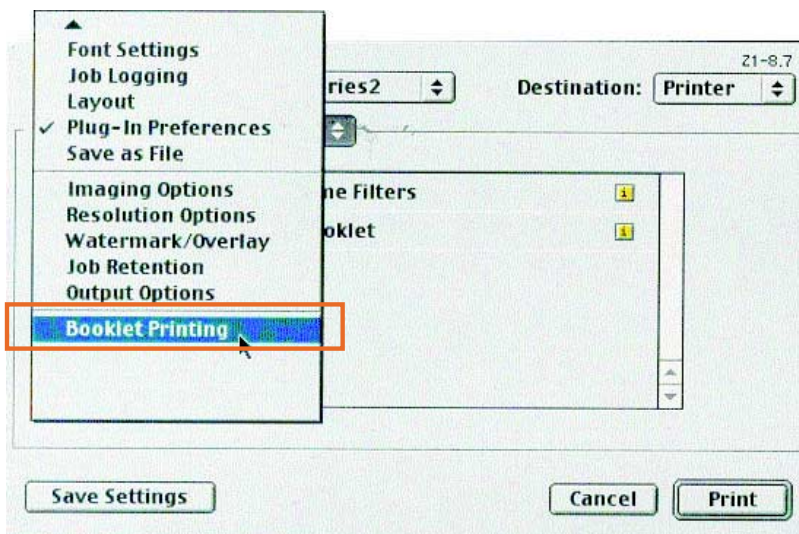 Z1-8.7
Font Settings
Job Logging
Layout
Plug-In Preferences
Save as File
Imaging Options
Resolution Options
Watermark/Overlay
Job Retention
Output Options
Booklet Printing
ries2
Destination: Printer
ne Filters
oklet
Save Settings
Cancel
Print